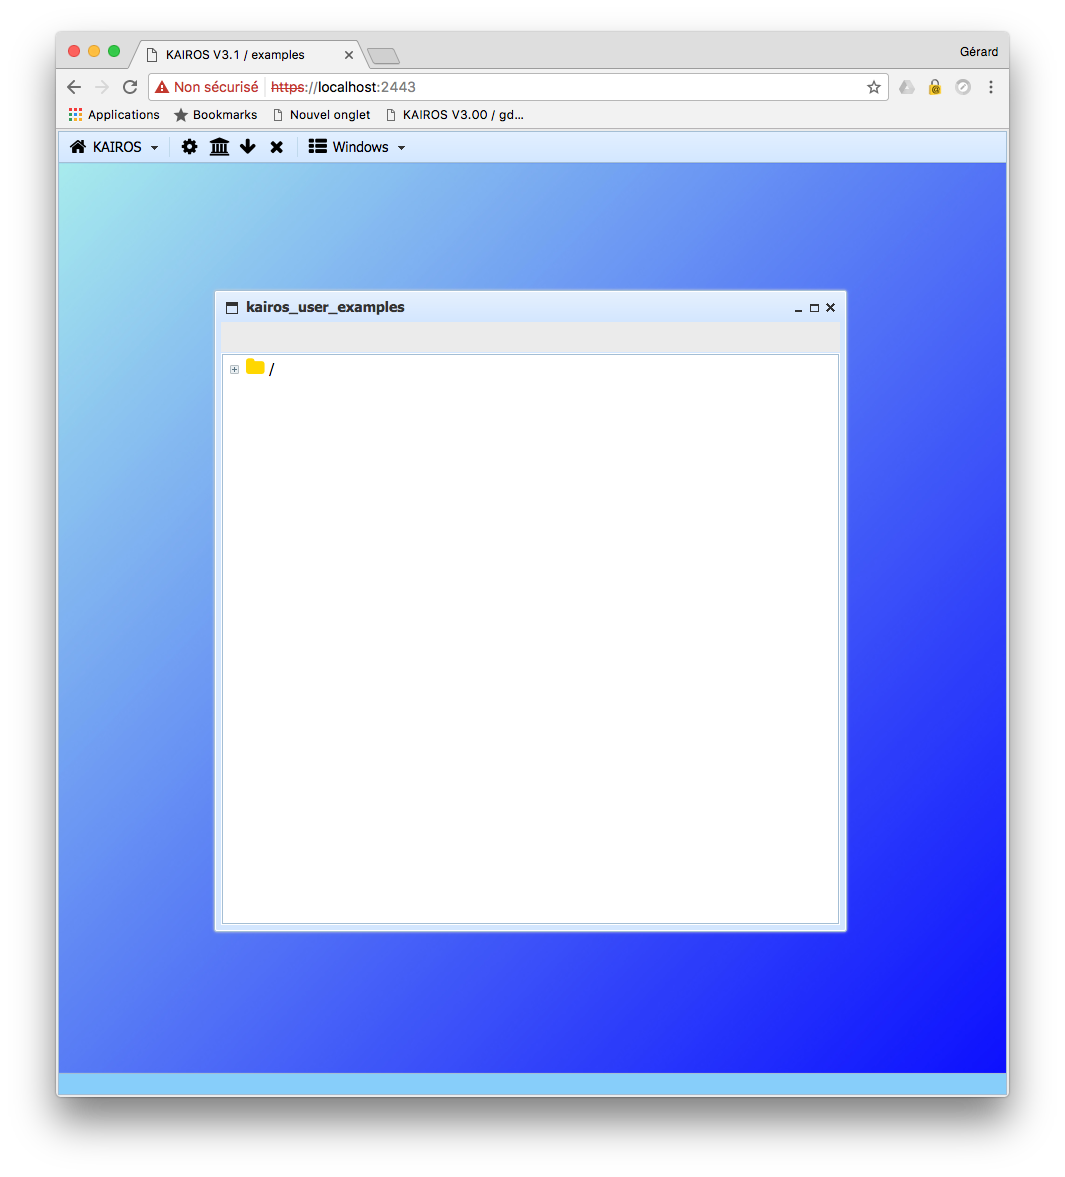 KAIROS V3.1 / examples
Gérard
Non sécurisé https://localhost:2443
Applications Bookmarks Nouvel onglet KAIROS V3.00 / gd...
KAIROS Windows
kairos_user_examples
/